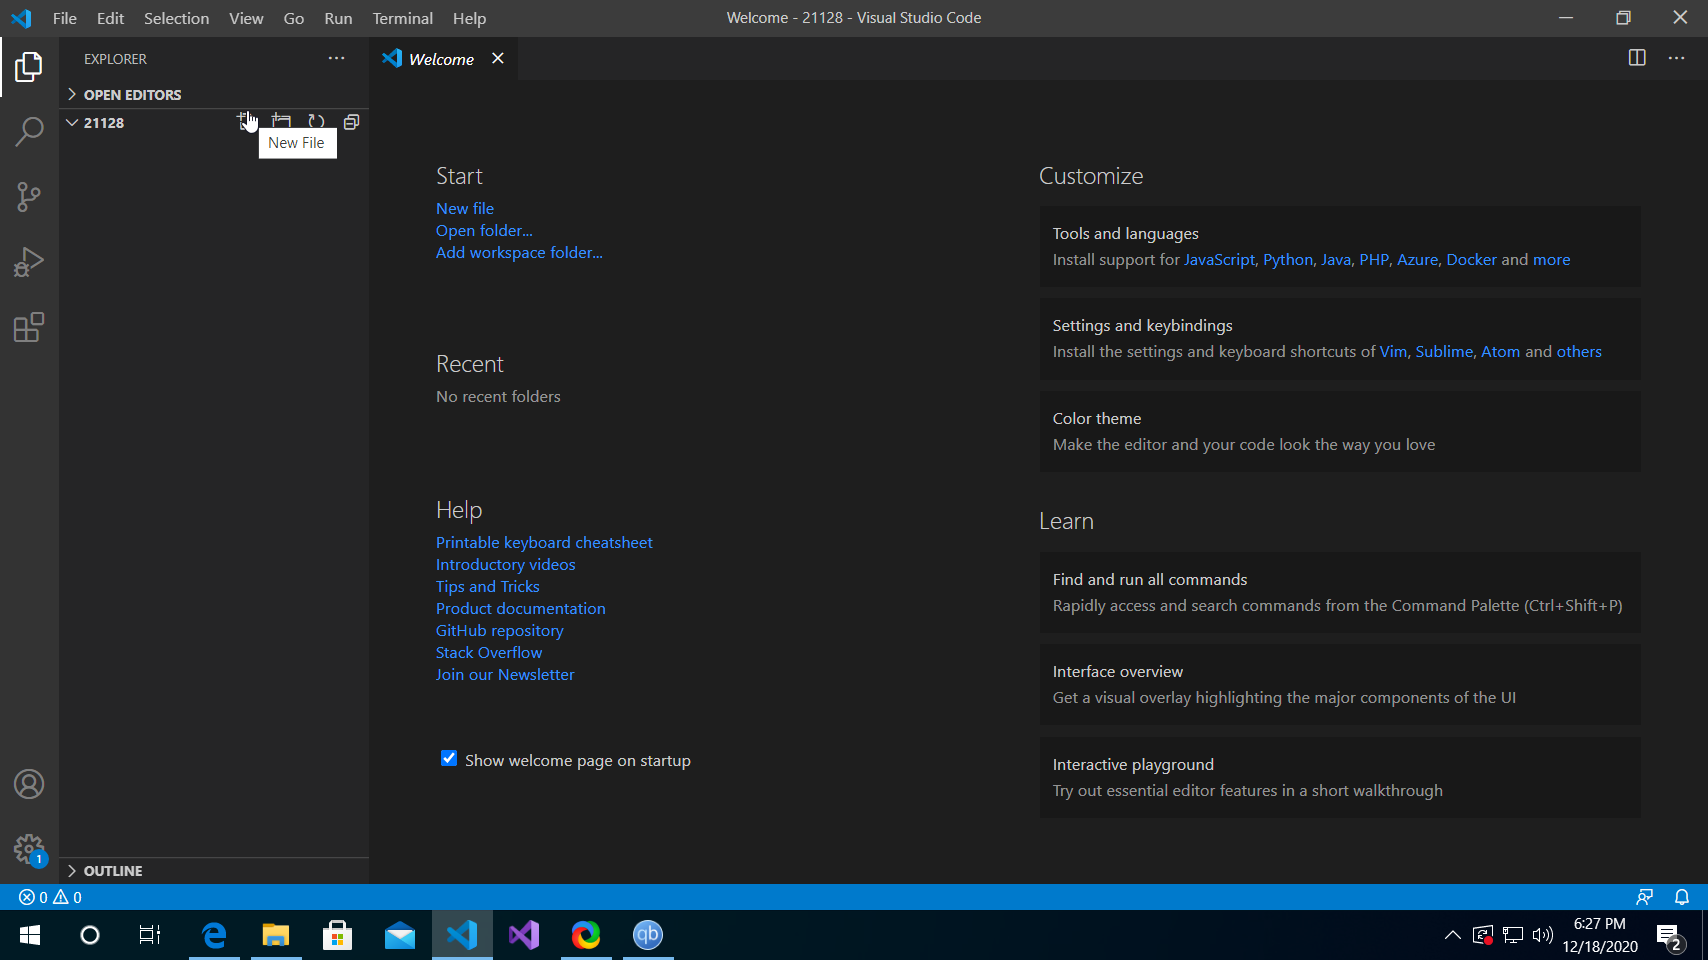 File Edit Selection View Go Run Terminal Help
Welcome - 21128 - Visual Studio Code
EXPLORER
Welcome
OPEN EDITORS
21128
New File
Start
New file
Open folder...
Add workspace folder...
Recent
No recent folders
Help
Printable keyboard cheatsheet
Introductory videos
Tips and Tricks
Product documentation
GitHub repository
Stack Overflow
Join our Newsletter
Show welcome page on startup
Customize
Tools and languages
Install support for JavaScript, Python, Java, PHP, Azure, Docker and more
Settings and keybindings
Install the settings and keyboard shortcuts of Vim, Sublime, Atom and others
Color theme
Make the editor and your code look the way you love
Learn
Find and run all commands
Rapidly access and search commands from the Command Palette (Ctrl+Shift+P)
Interface overview
Get a visual overlay highlighting the major components of the UI
Interactive playground
Try out essential editor features in a short walkthrough
1
OUTLINE
0 0
qb
6:27 PM
12/18/2020
2